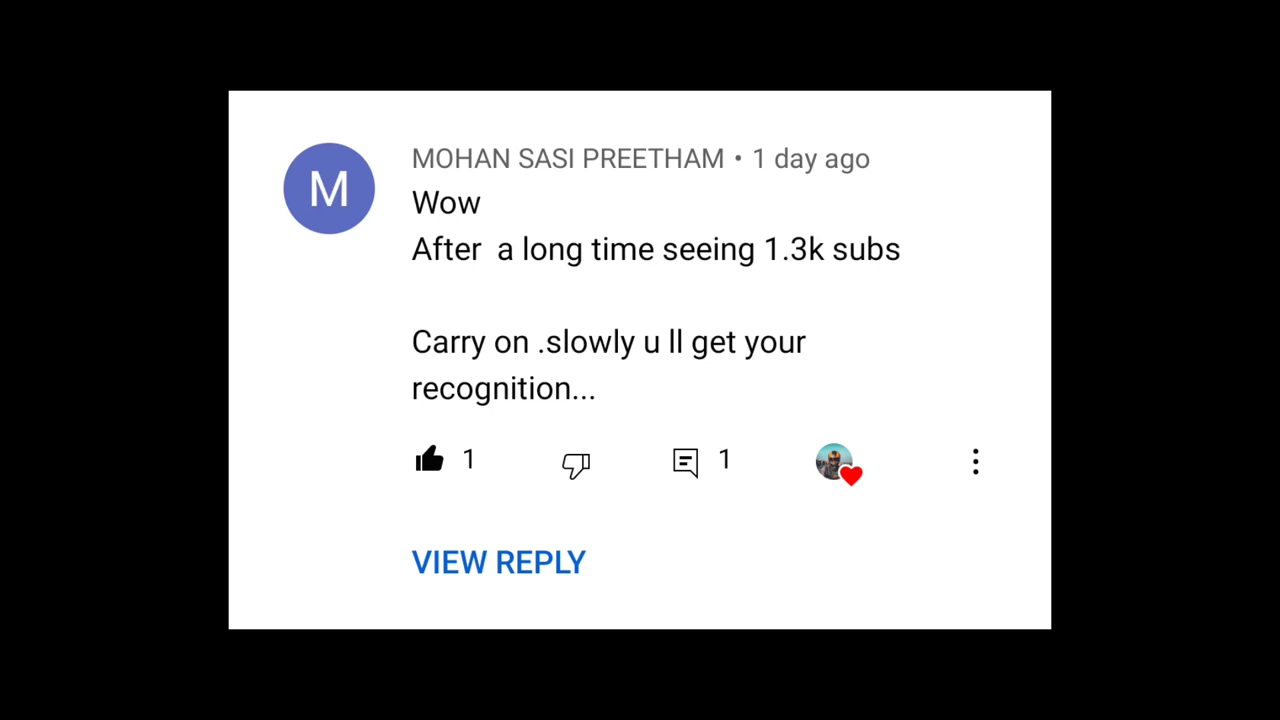 M
MOHAN SASI PREETHAM • 1 day ago
Wow
After  a long time seeing 1.3k subs
Carry on .slowly u ll get your
recognition...
1
1
VIEW REPLY